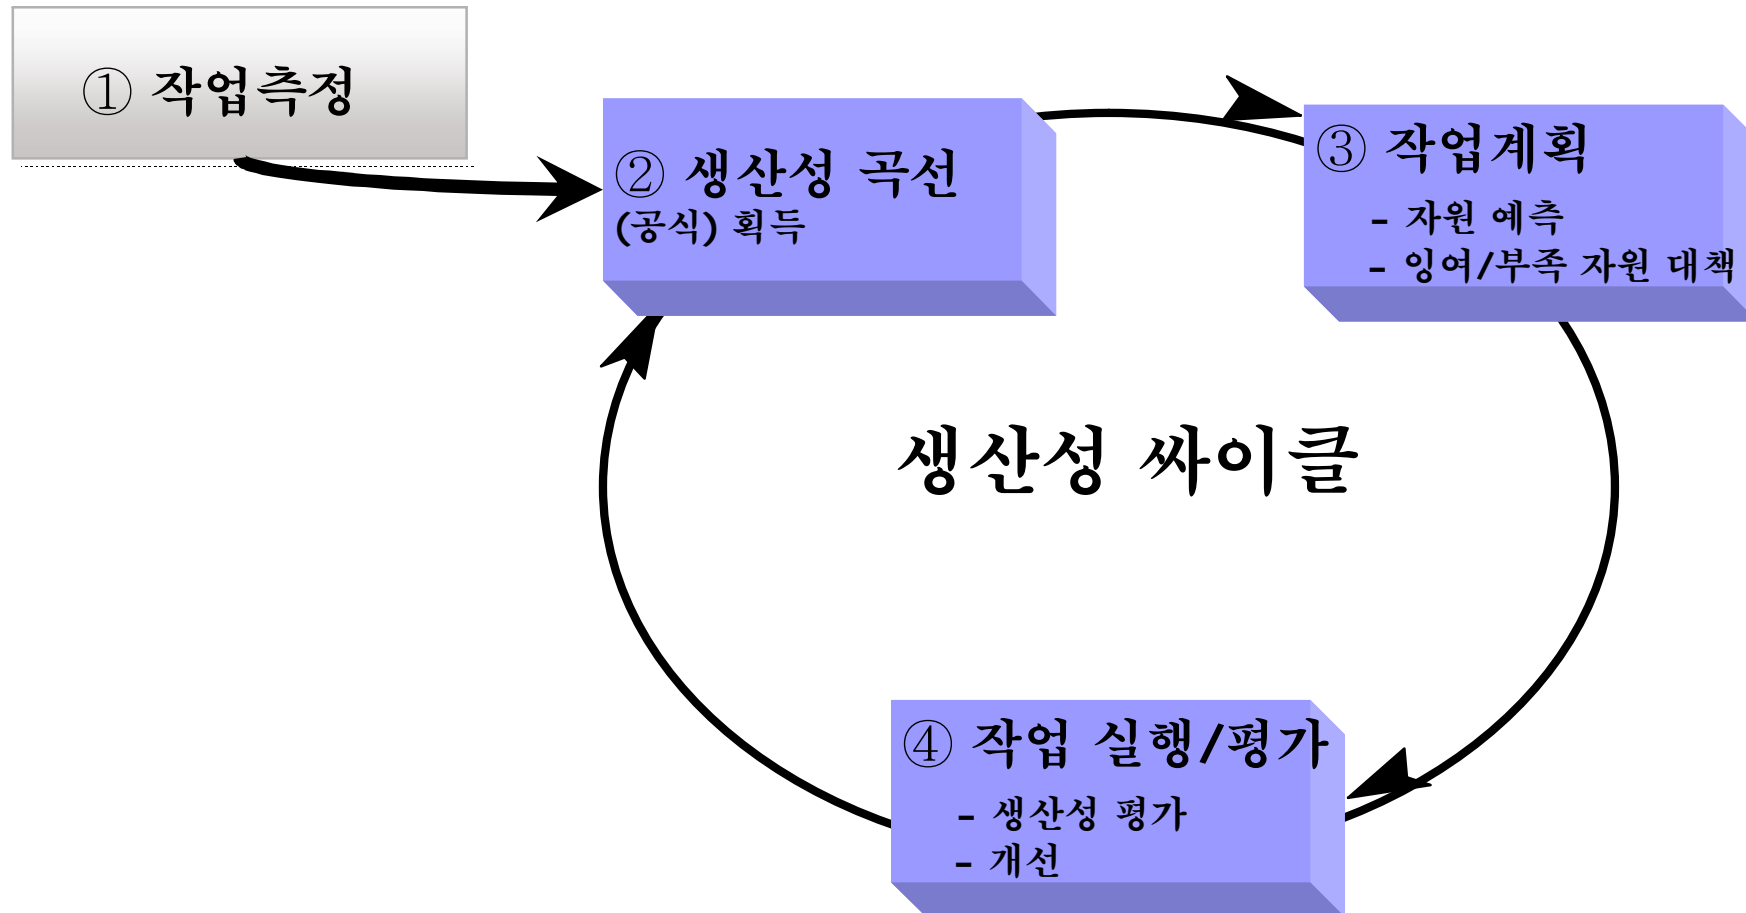 ① 작업측정
② 생산성 곡선
(공식) 획득
③ 작업계획
- 자원 예측
- 잉여/부족 자원 대책
생산성 싸이클
④ 작업 실행/평가
- 생산성 평가
- 개선